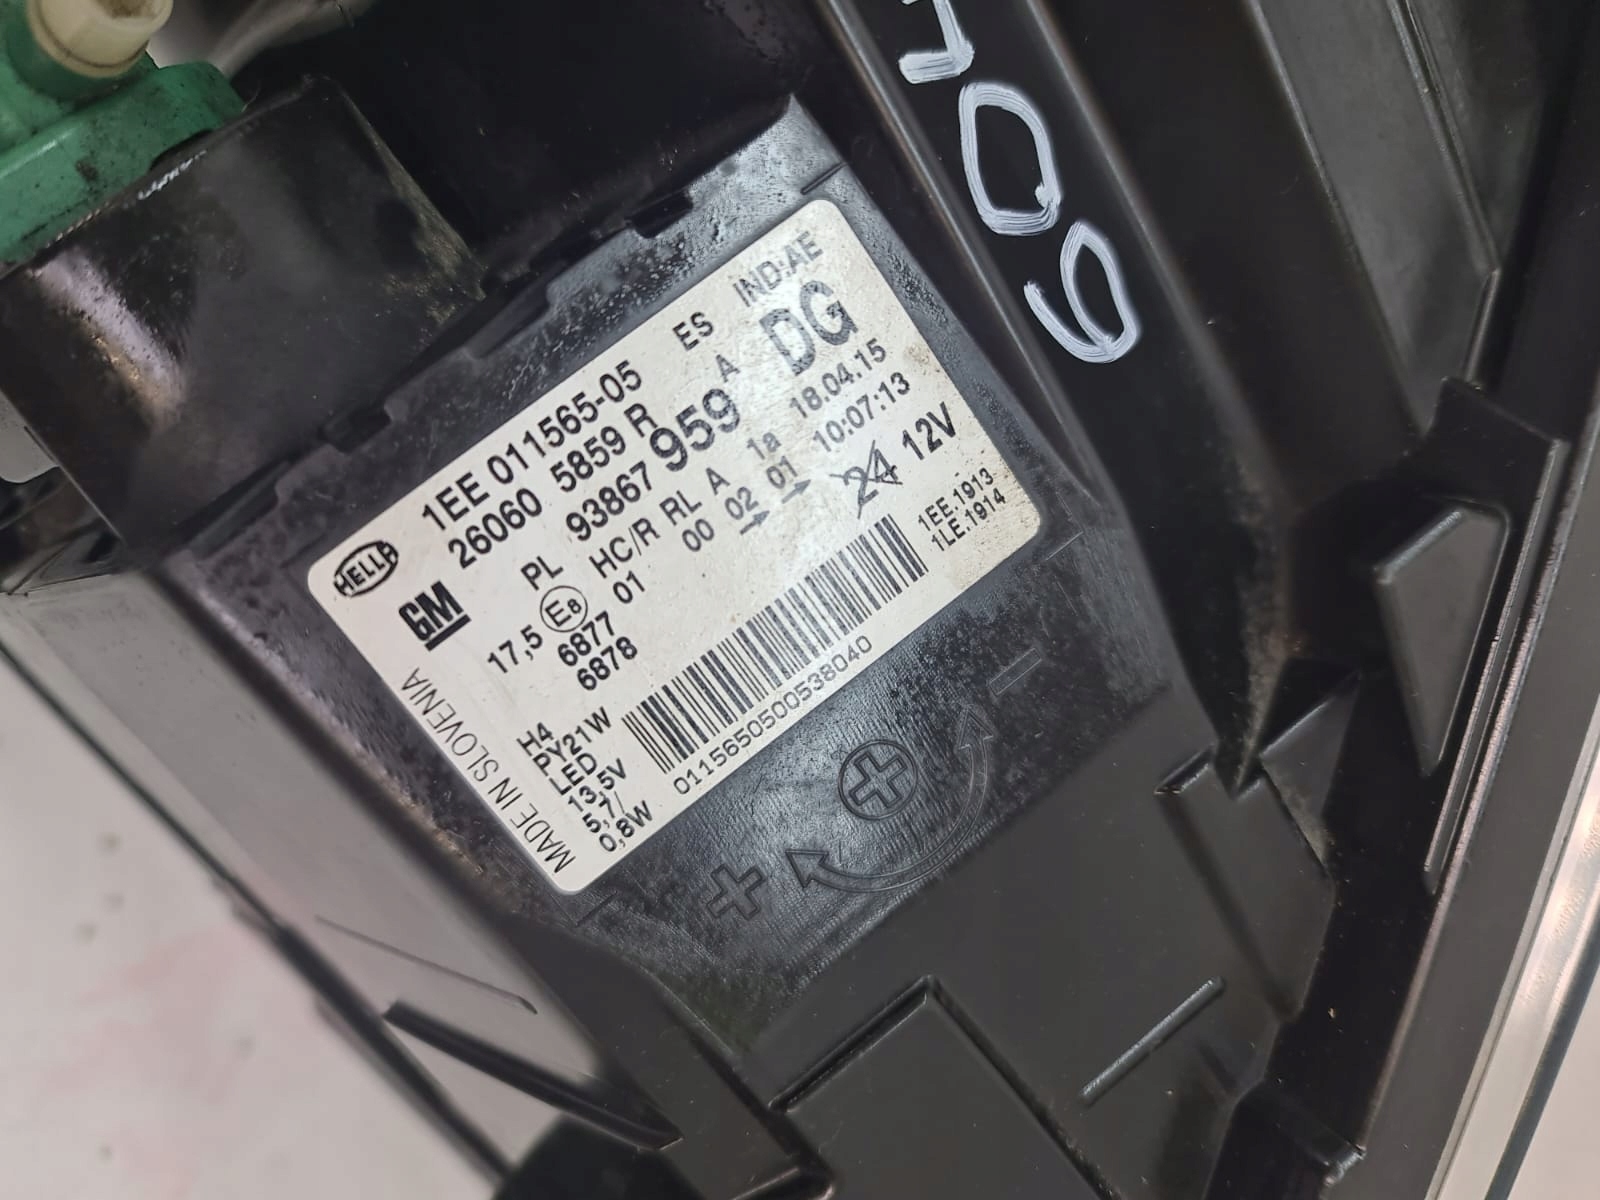 409
HELLA 1EE 011565-05 ES IND:AE
GM 26060 5859 R A DG
93867 959
PL HC/R RL A 1a 18.04.15
17,5 E8 01 00 02 01 10:07:13
6877
6878
24 12V
H4
PY21W
LED
13,5V
5,7/
0,8W
1EE.1913
1LE.1914
0115650500538040
MADE IN SLOVENIA